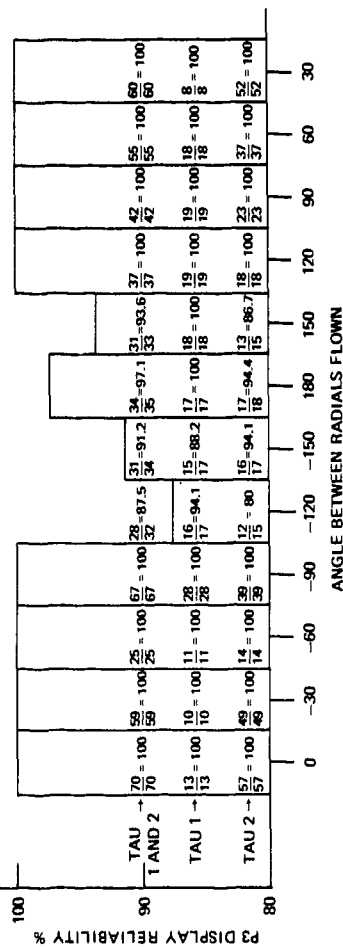 P3 DISPLAY RELIABILITY %
100
90
80
TAU → 1 AND 2
70/70 = 100 59/59 = 100 25/25 = 100 67/67 = 100 28/32 = 87.5 31/34 = 91.2 34/35 = 97.1 31/33 = 93.6 37/37 = 100 42/42 = 100 55/55 = 100 60/60 = 100
TAU 1 →
13/13 = 100 10/10 = 100 11/11 = 100 28/28 = 100 16/17 = 94.1 15/17 = 88.2 17/17 = 100 18/18 = 100 19/19 = 100 19/19 = 100 18/18 = 100 8/8 = 100
TAU 2 →
57/57 = 100 49/49 = 100 14/14 = 100 39/39 = 100 12/15 = 80 16/17 = 94.1 17/18 = 94.4 13/15 = 86.7 18/18 = 100 23/23 = 100 37/37 = 100 52/52 = 100
0 −30 −60 −90 −120 −150 180 150 120 90 60 30
ANGLE BETWEEN RADIALS FLOWN